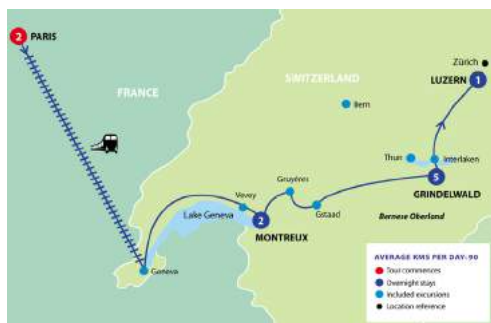 2 PARIS
Zürich
LUZERN 1
FRANCE
SWITZERLAND
Bern
Thun
Interlaken
5
GRINDELWALD
Gruyéres
Vevey
Gstaad
Lake Geneva
2
MONTREUX
Bernese Oberland
Geneva
AVERAGE KMS PER DAY: 90
Tour commences
Overnight stays
Included excursions
Location reference